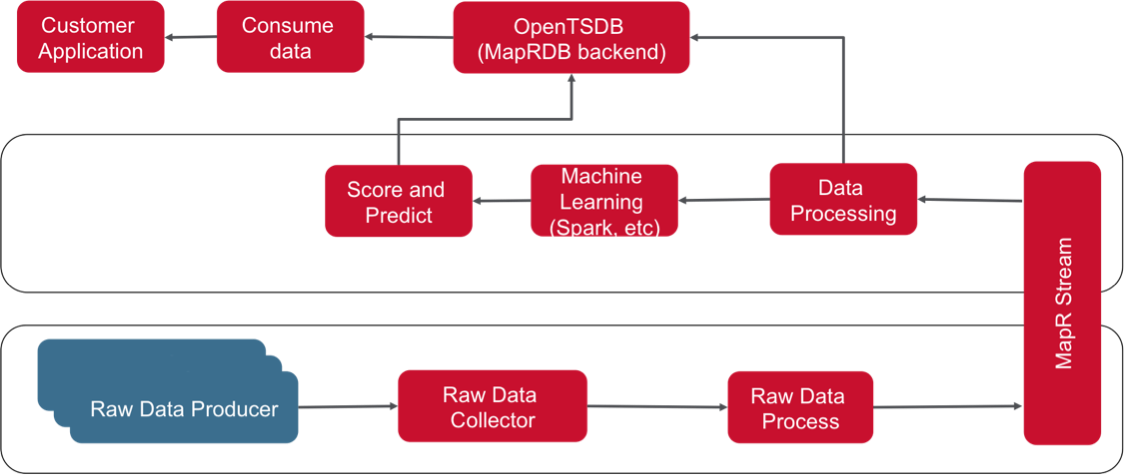 Customer
Application
Consume
data
OpenTSDB
(MapRDB backend)
Score and
Predict
Machine
Learning
(Spark, etc)
Data
Processing
MapR Stream
Raw Data Producer
Raw Data
Collector
Raw Data
Process